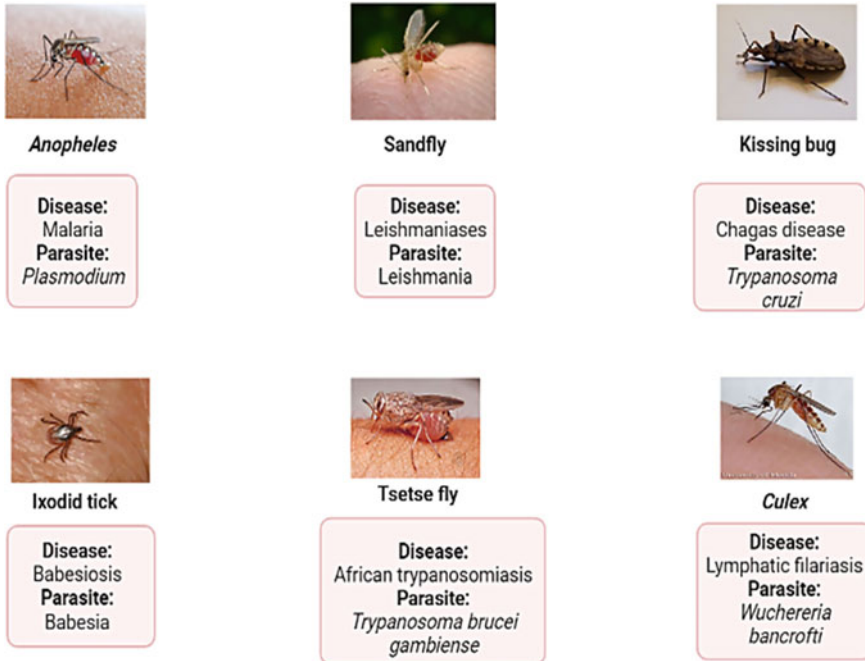 Anopheles
Disease:
Malaria
Parasite:
Plasmodium
Sandfly
Disease:
Leishmaniases
Parasite:
Leishmania
Kissing bug
Disease:
Chagas disease
Parasite:
Trypanosoma
cruzi
Ixodid tick
Disease:
Babesiosis
Parasite:
Babesia
Tsetse fly
Disease:
African trypanosomiasis
Parasite:
Trypanosoma brucei
gambiense
Culex
Disease:
Lymphatic filariasis
Parasite:
Wuchereria
bancrofti